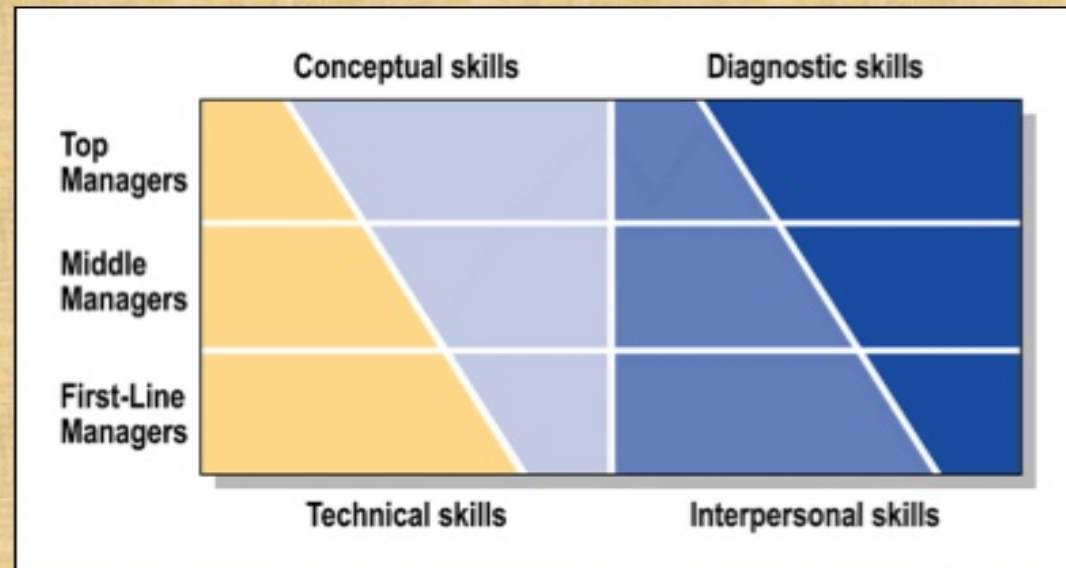 Conceptual skills
Diagnostic skills
Top
Managers
Middle
Managers
First-Line
Managers
Technical skills
Interpersonal skills